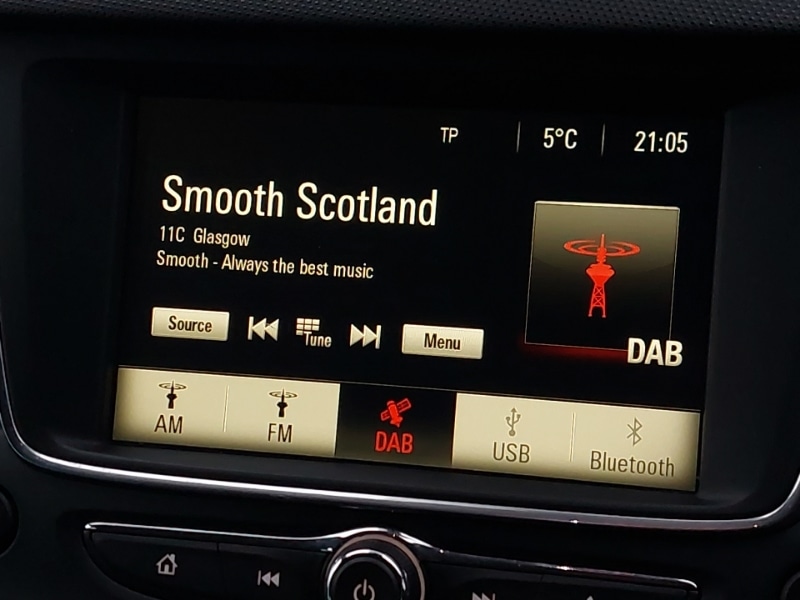 TP 5°C 21:05
Smooth Scotland
11C Glasgow
Smooth - Always the best music
Source Tune Menu
DAB
AM FM DAB USB Bluetooth